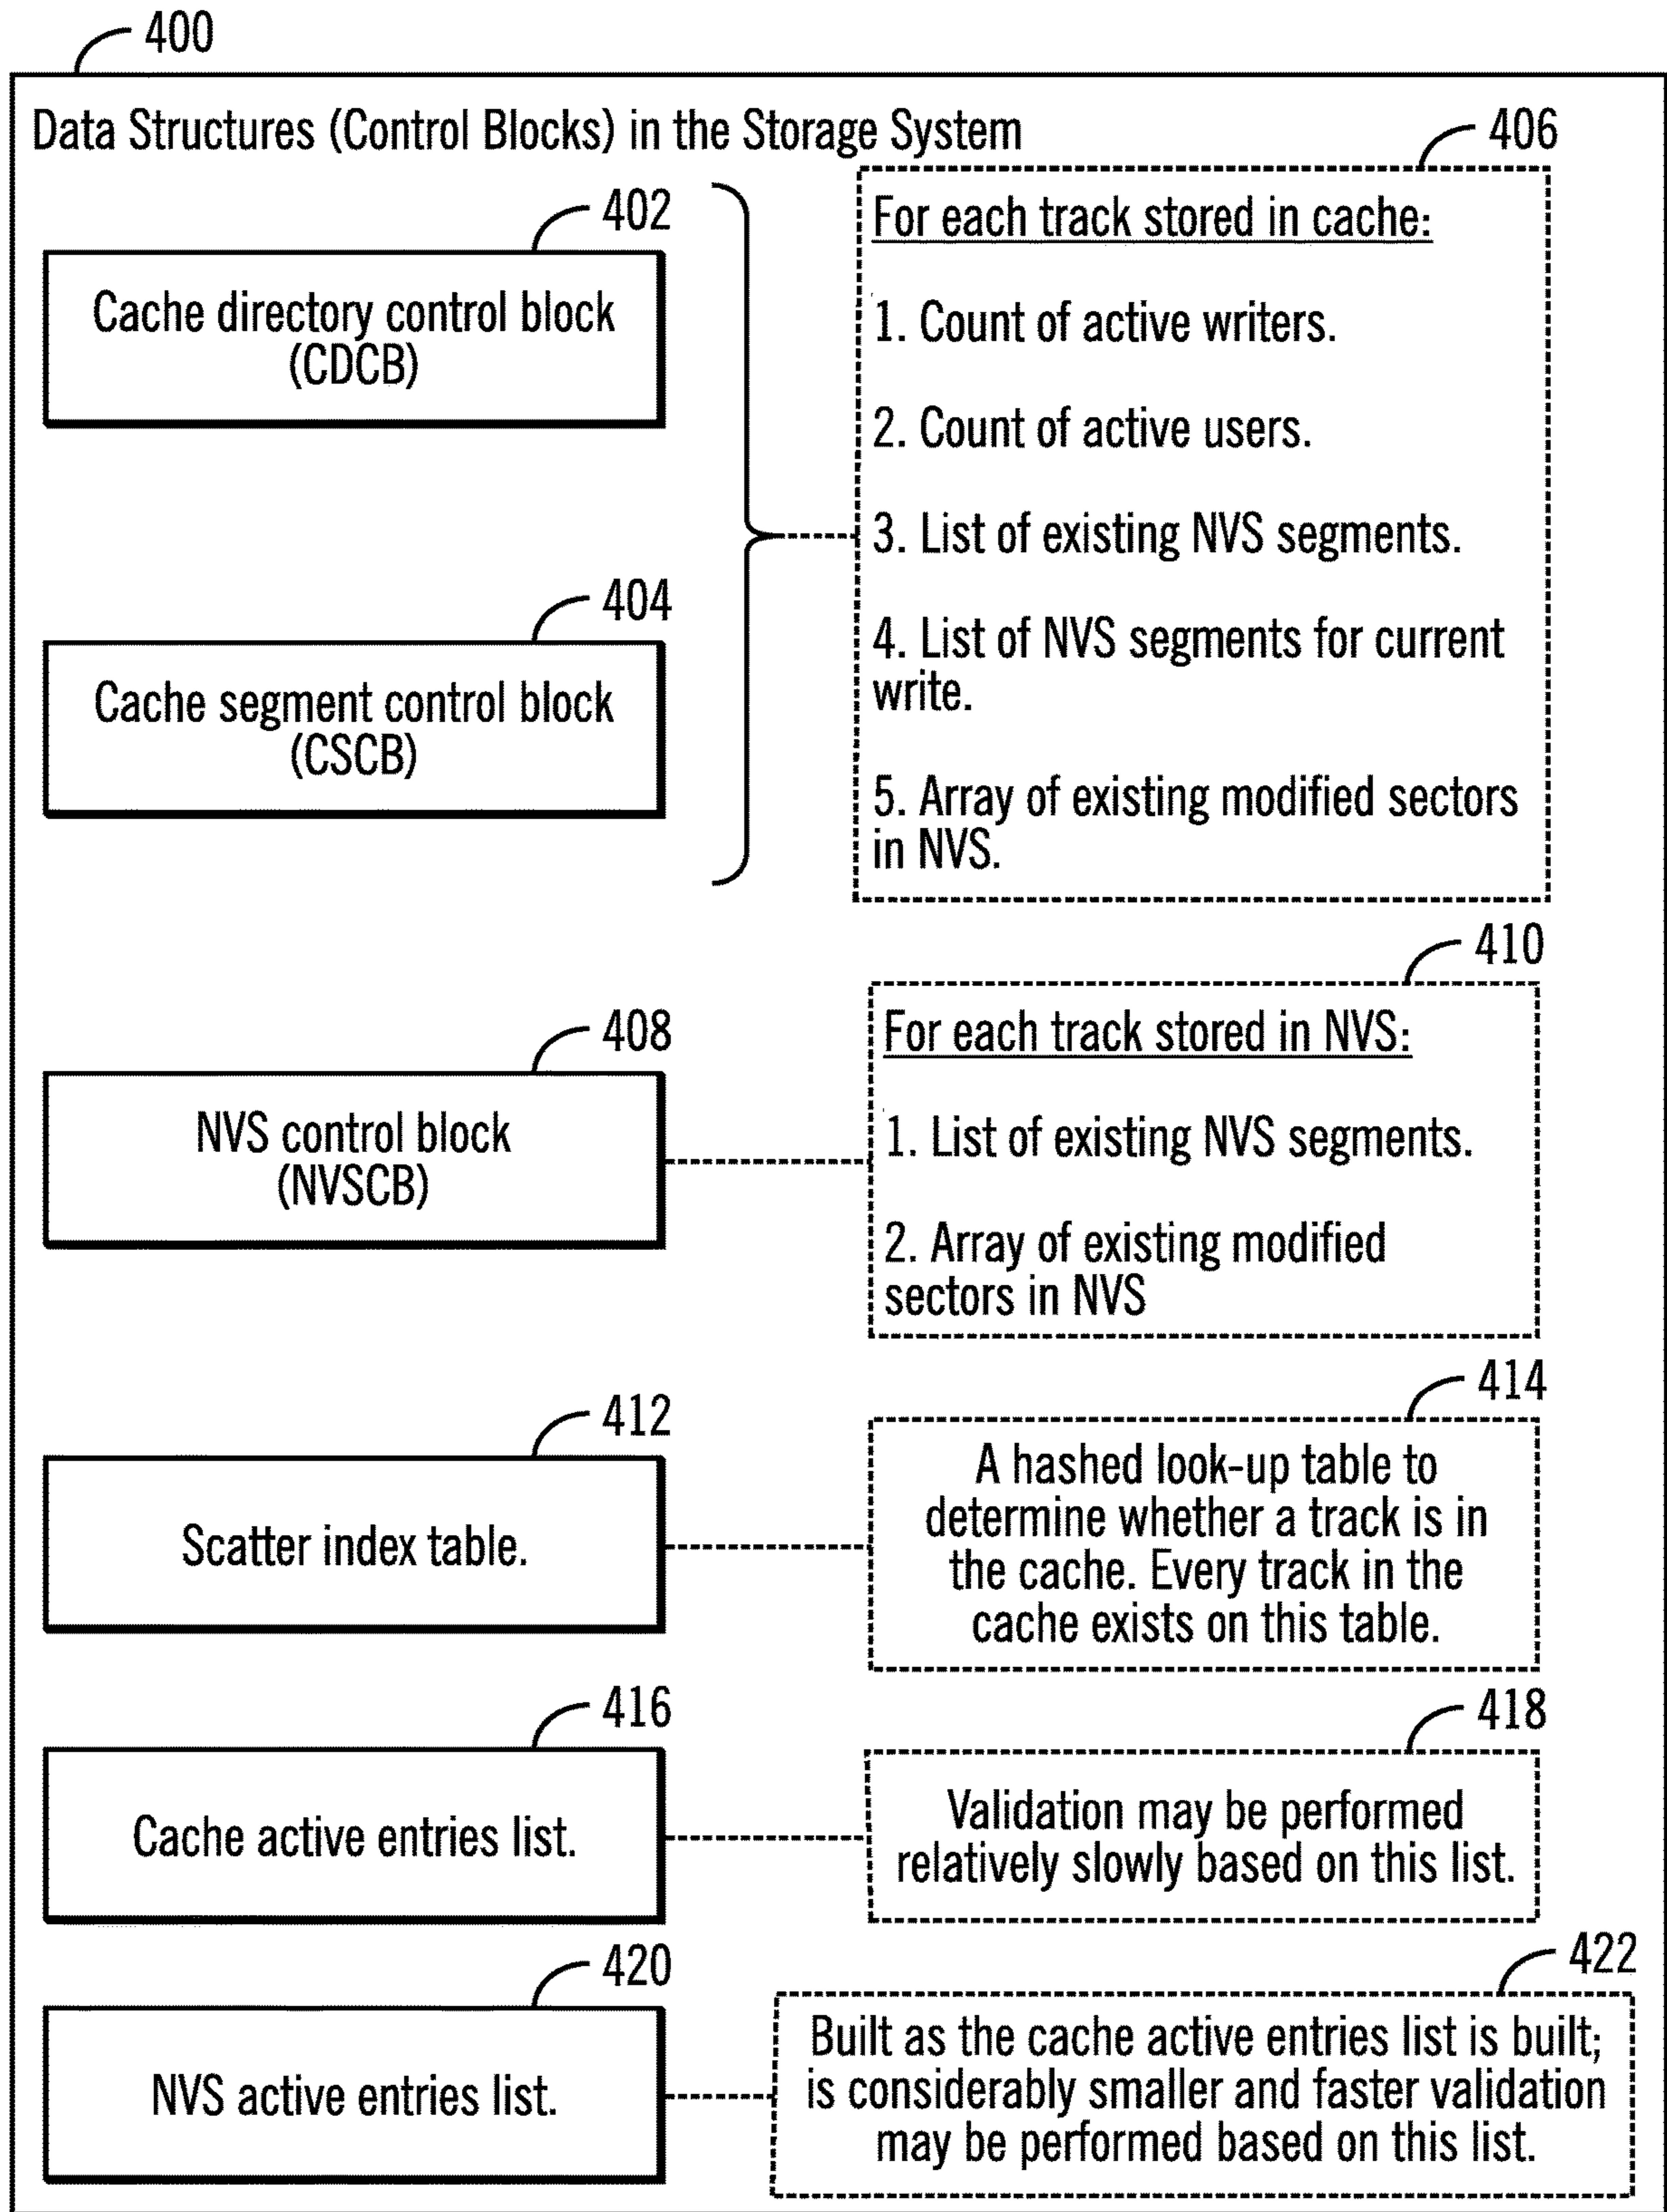 400
Data Structures (Control Blocks) in the Storage System
402
Cache directory control block
(CDCB)
404
Cache segment control block
(CSCB)
406
For each track stored in cache:
1. Count of active writers.
2. Count of active users.
3. List of existing NVS segments.
4. List of NVS segments for current
write.
5. Array of existing modified sectors
in NVS.
408
NVS control block
(NVSCB)
410
For each track stored in NVS:
1. List of existing NVS segments.
2. Array of existing modified
sectors in NVS
412
Scatter index table.
414
A hashed look-up table to
determine whether a track is in
the cache. Every track in the
cache exists on this table.
416
Cache active entries list.
418
Validation may be performed
relatively slowly based on this list.
420
NVS active entries list.
422
Built as the cache active entries list is built;
is considerably smaller and faster validation
may be performed based on this list.